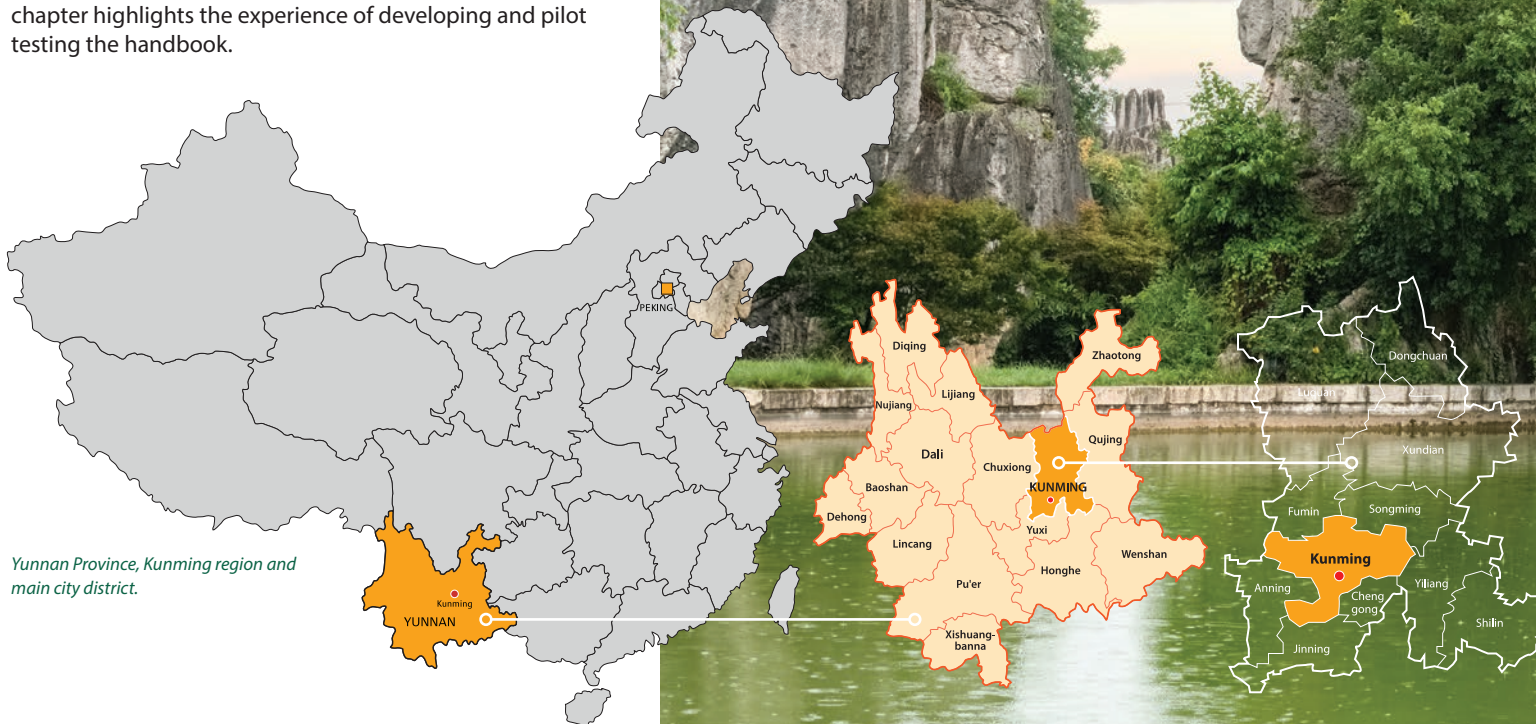 chapter highlights the experience of developing and pilot
testing the handbook.
PEKING
Kunming
YUNNAN
Yunnan Province, Kunming region and
main city district.
Diqing
Zhaotong
Nujiang
Lijiang
Dali
Chuxiong
Qujing
KUNMING
Baoshan
Dehong
Yuxi
Lincang
Wenshan
Honghe
Pu'er
Xishuang-
banna
Dongchuan
Luquan
Xundian
Fumin
Songming
Kunming
Anning
Yiliang
Cheng
gong
Shilin
Jinning